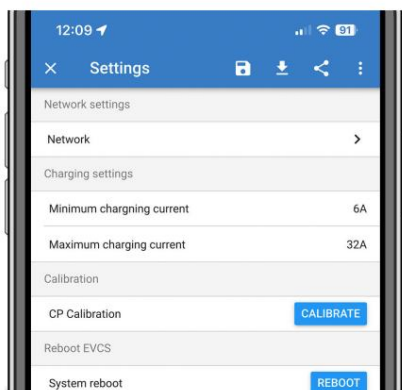 12:09
91
Settings
Network settings
Network
Charging settings
Minimum chargning current 6A
Maximum charging current 32A
Calibration
CP Calibration CALIBRATE
Reboot EVCS
System reboot REBOOT